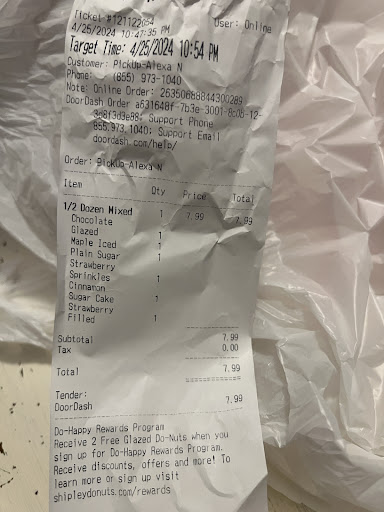 Ticket #121122054
User: Online
4/25/2024 10:47:35 PM
Target Time: 4/25/2024 10:54 PM
Customer: PickUp-Alexa N
Phone: (855) 973-1040
Note: Online Order: 26350688844300289
DoorDash Order a631648f-7b3e-3001-8c0b-12-
3d8f3d3e88f Support Phone
855.973.1040; Support Email
doordash.com/help/
Order: PickUp-Alexa N
Item Qty Price Total
1/2 Dozen Mixed 1 7.99 7.99
Chocolate 1
Glazed 1
Maple Iced 1
Plain Sugar
Strawberry
Sprinkles 1
Cinnamon
Sugar Cake 1
Strawberry
Filled 1
Subtotal 7.99
Tax 0.00
Total 7.99
Tender:
DoorDash 7.99
Do-Happy Rewards Program
Receive 2 Free Glazed Do-Nuts when you
sign up for Do-Happy Rewards Program.
Receive discounts, offers and more! To
learn more or sign up visit
shipleydonuts.com/rewards